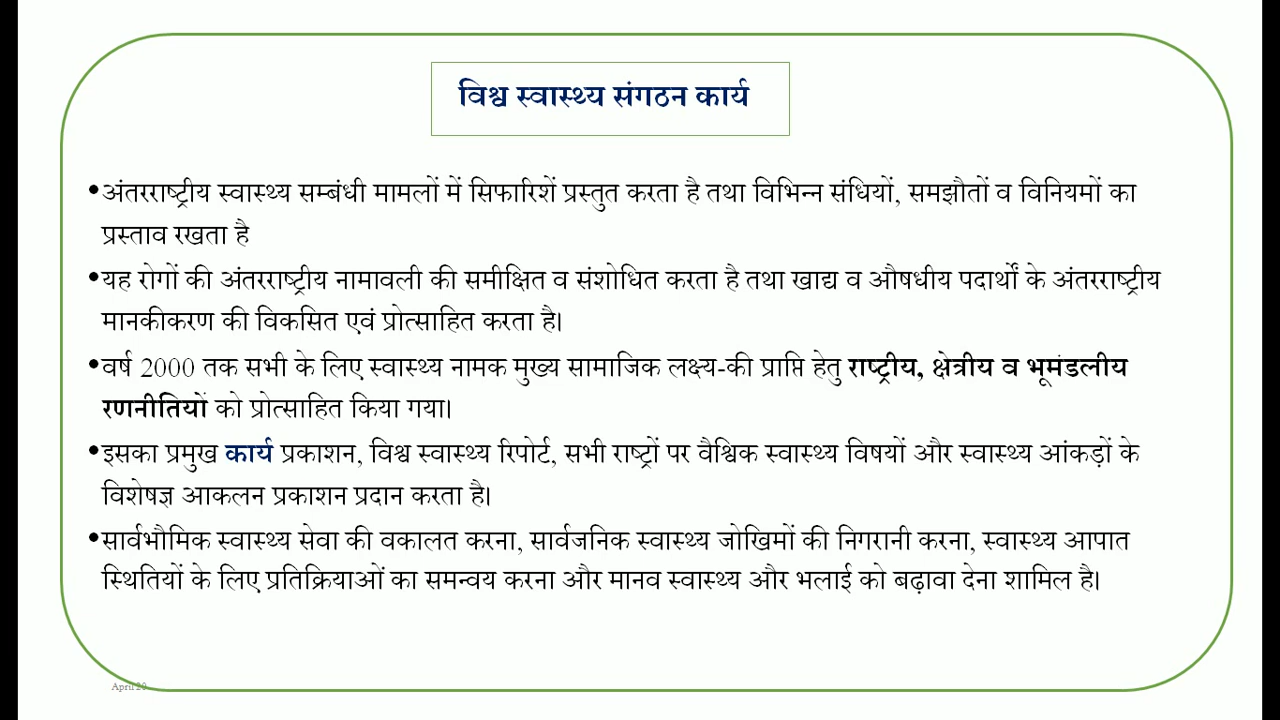 विश्व स्वास्थ्य संगठन कार्य
•अंतरराष्ट्रीय स्वास्थ्य सम्बंधी मामलों में सिफारिशें प्रस्तुत करता है तथा विभिन्न संधियों, समझौतों व विनियमों का
प्रस्ताव रखता है
•यह रोगों की अंतरराष्ट्रीय नामावली की समीक्षित व संशोधित करता है तथा खाद्य व औषधीय पदार्थों के अंतरराष्ट्रीय
मानकीकरण की विकसित एवं प्रोत्साहित करता है।
•वर्ष 2000 तक सभी के लिए स्वास्थ्य नामक मुख्य सामाजिक लक्ष्य-की प्राप्ति हेतु राष्ट्रीय, क्षेत्रीय व भूमंडलीय
रणनीतियों को प्रोत्साहित किया गया।
•इसका प्रमुख कार्य प्रकाशन, विश्व स्वास्थ्य रिपोर्ट, सभी राष्ट्रों पर वैश्विक स्वास्थ्य विषयों और स्वास्थ्य आंकड़ों के
विशेषज्ञ आकलन प्रकाशन प्रदान करता है।
•सार्वभौमिक स्वास्थ्य सेवा की वकालत करना, सार्वजनिक स्वास्थ्य जोखिमों की निगरानी करना, स्वास्थ्य आपात
स्थितियों के लिए प्रतिक्रियाओं का समन्वय करना और मानव स्वास्थ्य और भलाई को बढ़ावा देना शामिल है।
April 20